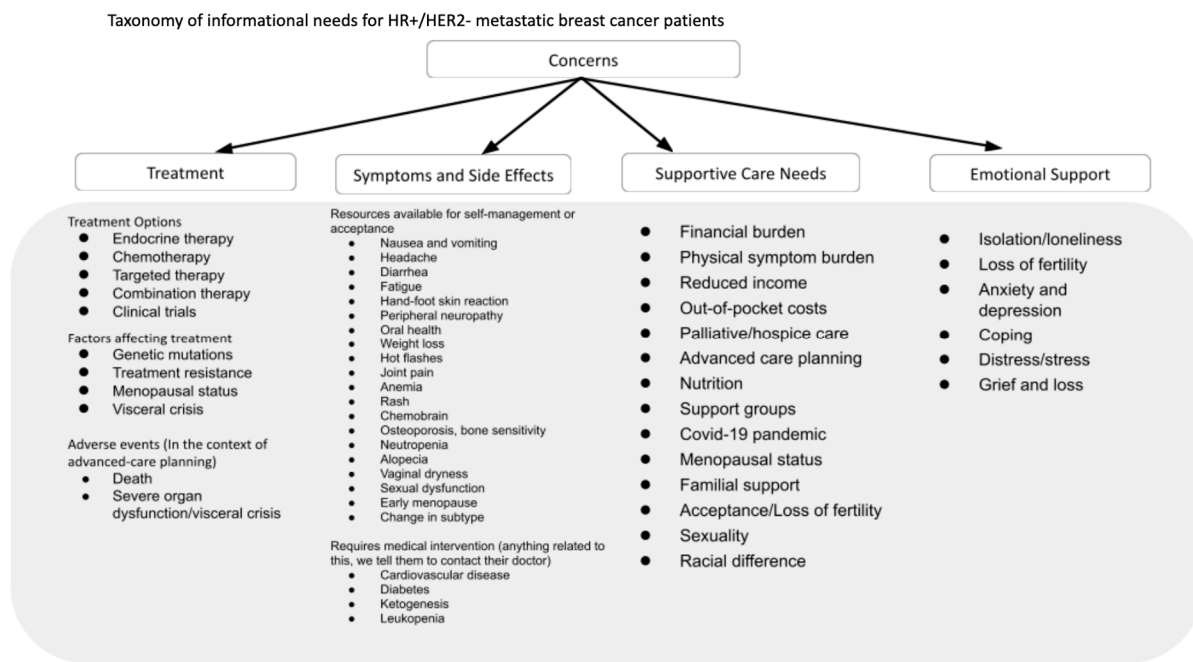 Taxonomy of informational needs for HR+/HER2- metastatic breast cancer patients
Concerns
Treatment
Symptoms and Side Effects
Supportive Care Needs
Emotional Support
Treatment Options
● Endocrine therapy
● Chemotherapy
● Targeted therapy
● Combination therapy
● Clinical trials
Factors affecting treatment
● Genetic mutations
● Treatment resistance
● Menopausal status
● Visceral crisis
Adverse events (In the context of
advanced-care planning)
● Death
● Severe organ
dysfunction/visceral crisis
Resources available for self-management or
acceptance
● Nausea and vomiting
● Headache
● Diarrhea
● Fatigue
● Hand-foot skin reaction
● Peripheral neuropathy
● Oral health
● Weight loss
● Hot flashes
● Joint pain
● Anemia
● Rash
● Chemobrain
● Osteoporosis, bone sensitivity
● Neutropenia
● Alopecia
● Vaginal dryness
● Sexual dysfunction
● Early menopause
● Change in subtype
Requires medical intervention (anything related to
this, we tell them to contact their doctor)
● Cardiovascular disease
● Diabetes
● Ketogenesis
● Leukopenia
● Financial burden
● Physical symptom burden
● Reduced income
● Out-of-pocket costs
● Palliative/hospice care
● Advanced care planning
● Nutrition
● Support groups
● Covid-19 pandemic
● Menopausal status
● Familial support
● Acceptance/Loss of fertility
● Sexuality
● Racial difference
● Isolation/loneliness
● Loss of fertility
● Anxiety and
depression
● Coping
● Distress/stress
● Grief and loss